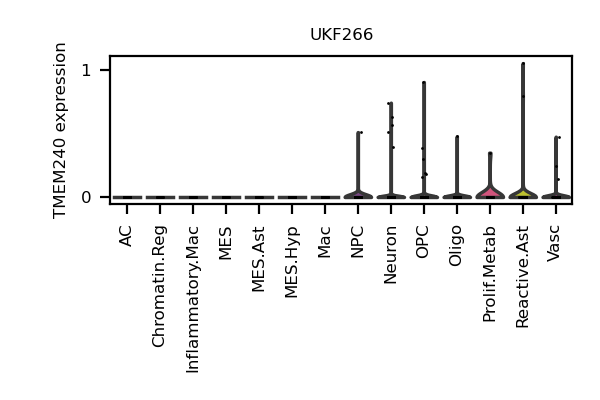 UKF266
TMEM240 expression
1
0
AC
Chromatin.Reg
Inflammatory.Mac
MES
MES.Ast
MES.Hyp
Mac
NPC
Neuron
OPC
Oligo
Prolif.Metab
Reactive.Ast
Vasc